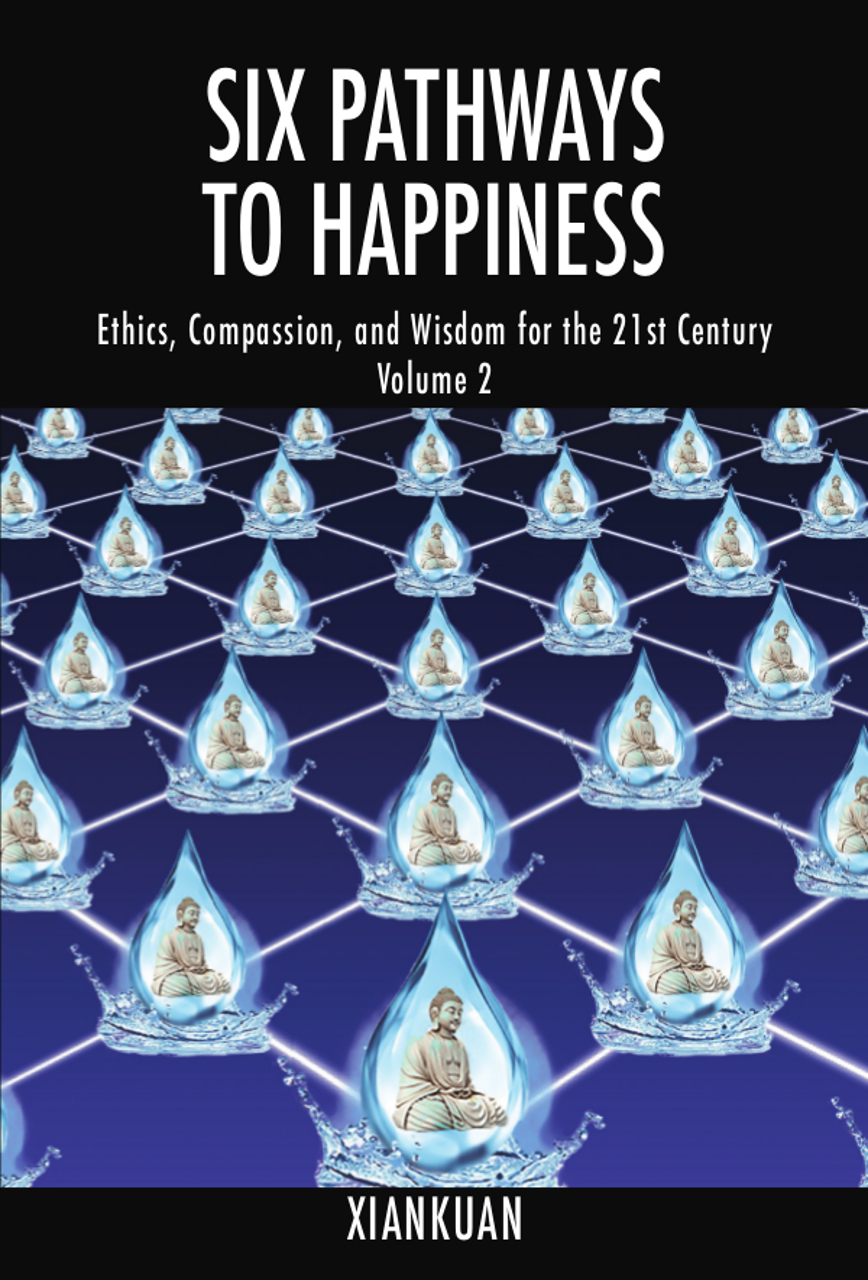 SIX PATHWAYS
TO HAPPINESS
Ethics, Compassion, and Wisdom for the 21st Century
Volume 2
XIANKUAN